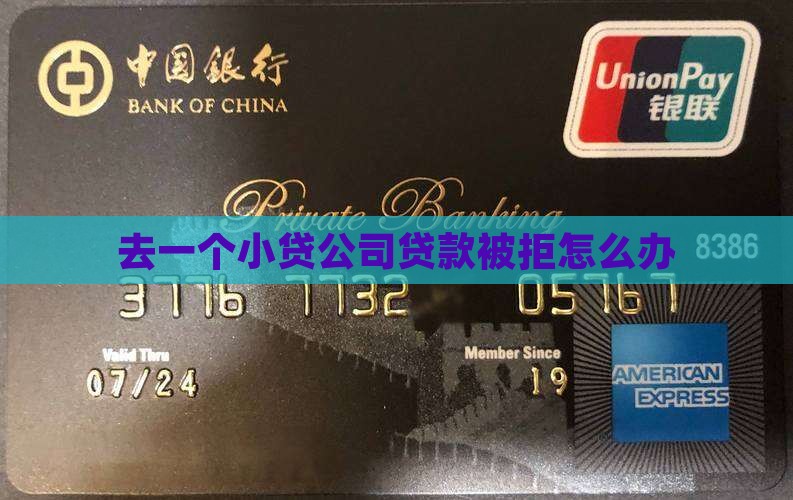 中国銀行
BANK OF CHINA
UnionPay
银联
Private Banking
去一个小贷公司贷款被拒怎么办
8386
3776 7732 05767
Valid Thru
Member Since
07/24
19
AMERICAN
EXPRESS